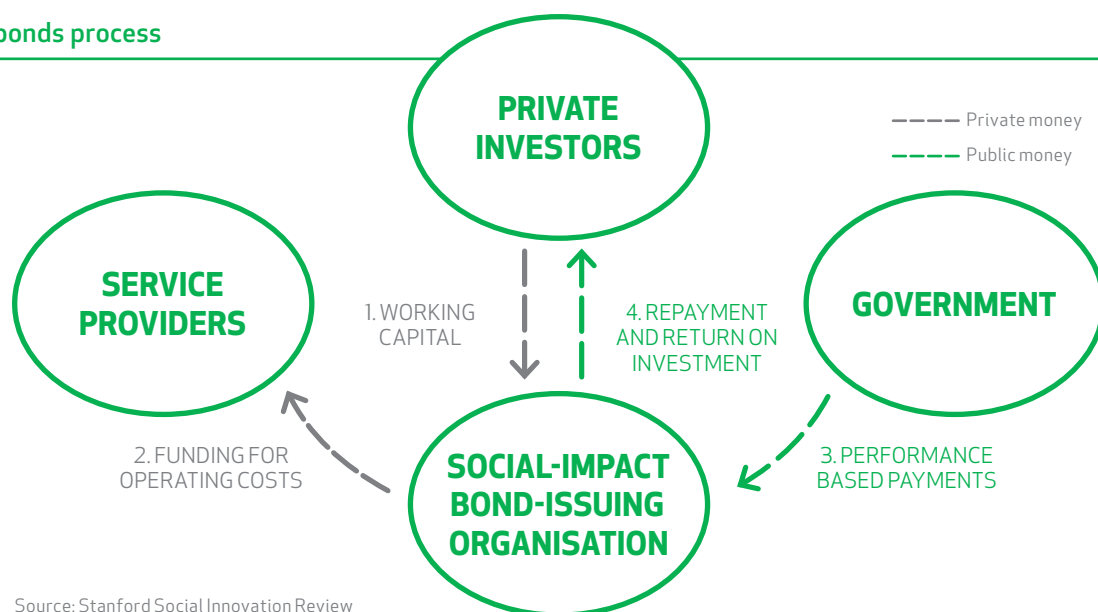 bonds process
PRIVATE
INVESTORS
Private money
Public money
SERVICE
PROVIDERS
1. WORKING
CAPITAL
4. REPAYMENT
AND RETURN ON
INVESTMENT
GOVERNMENT
2. FUNDING FOR
OPERATING COSTS
SOCIAL-IMPACT
BOND-ISSUING
ORGANISATION
3. PERFORMANCE
BASED PAYMENTS
Source: Stanford Social Innovation Review